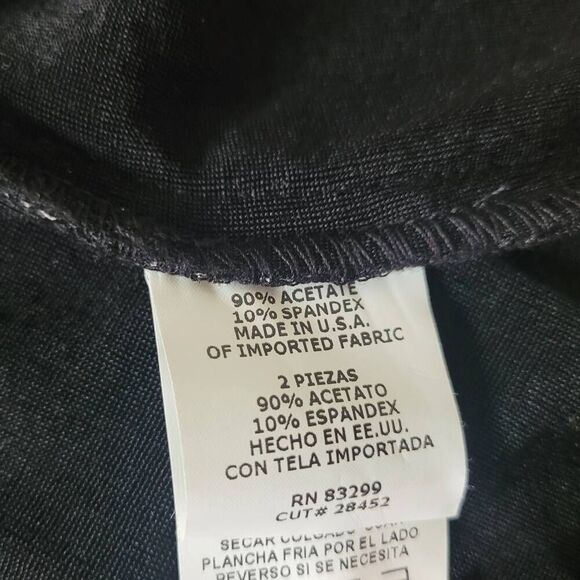 90% ACETATE
10% SPANDEX
MADE IN U.S.A.
OF IMPORTED FABRIC
2 PIEZAS
90% ACETATO
10% ESPANDEX
HECHO EN EE.UU.
CON TELA IMPORTADA
RN 83299
CUT# 28452
SECAR
PLANCHA FRIA POR EL LADO
REVERSO SI SE NECESITA